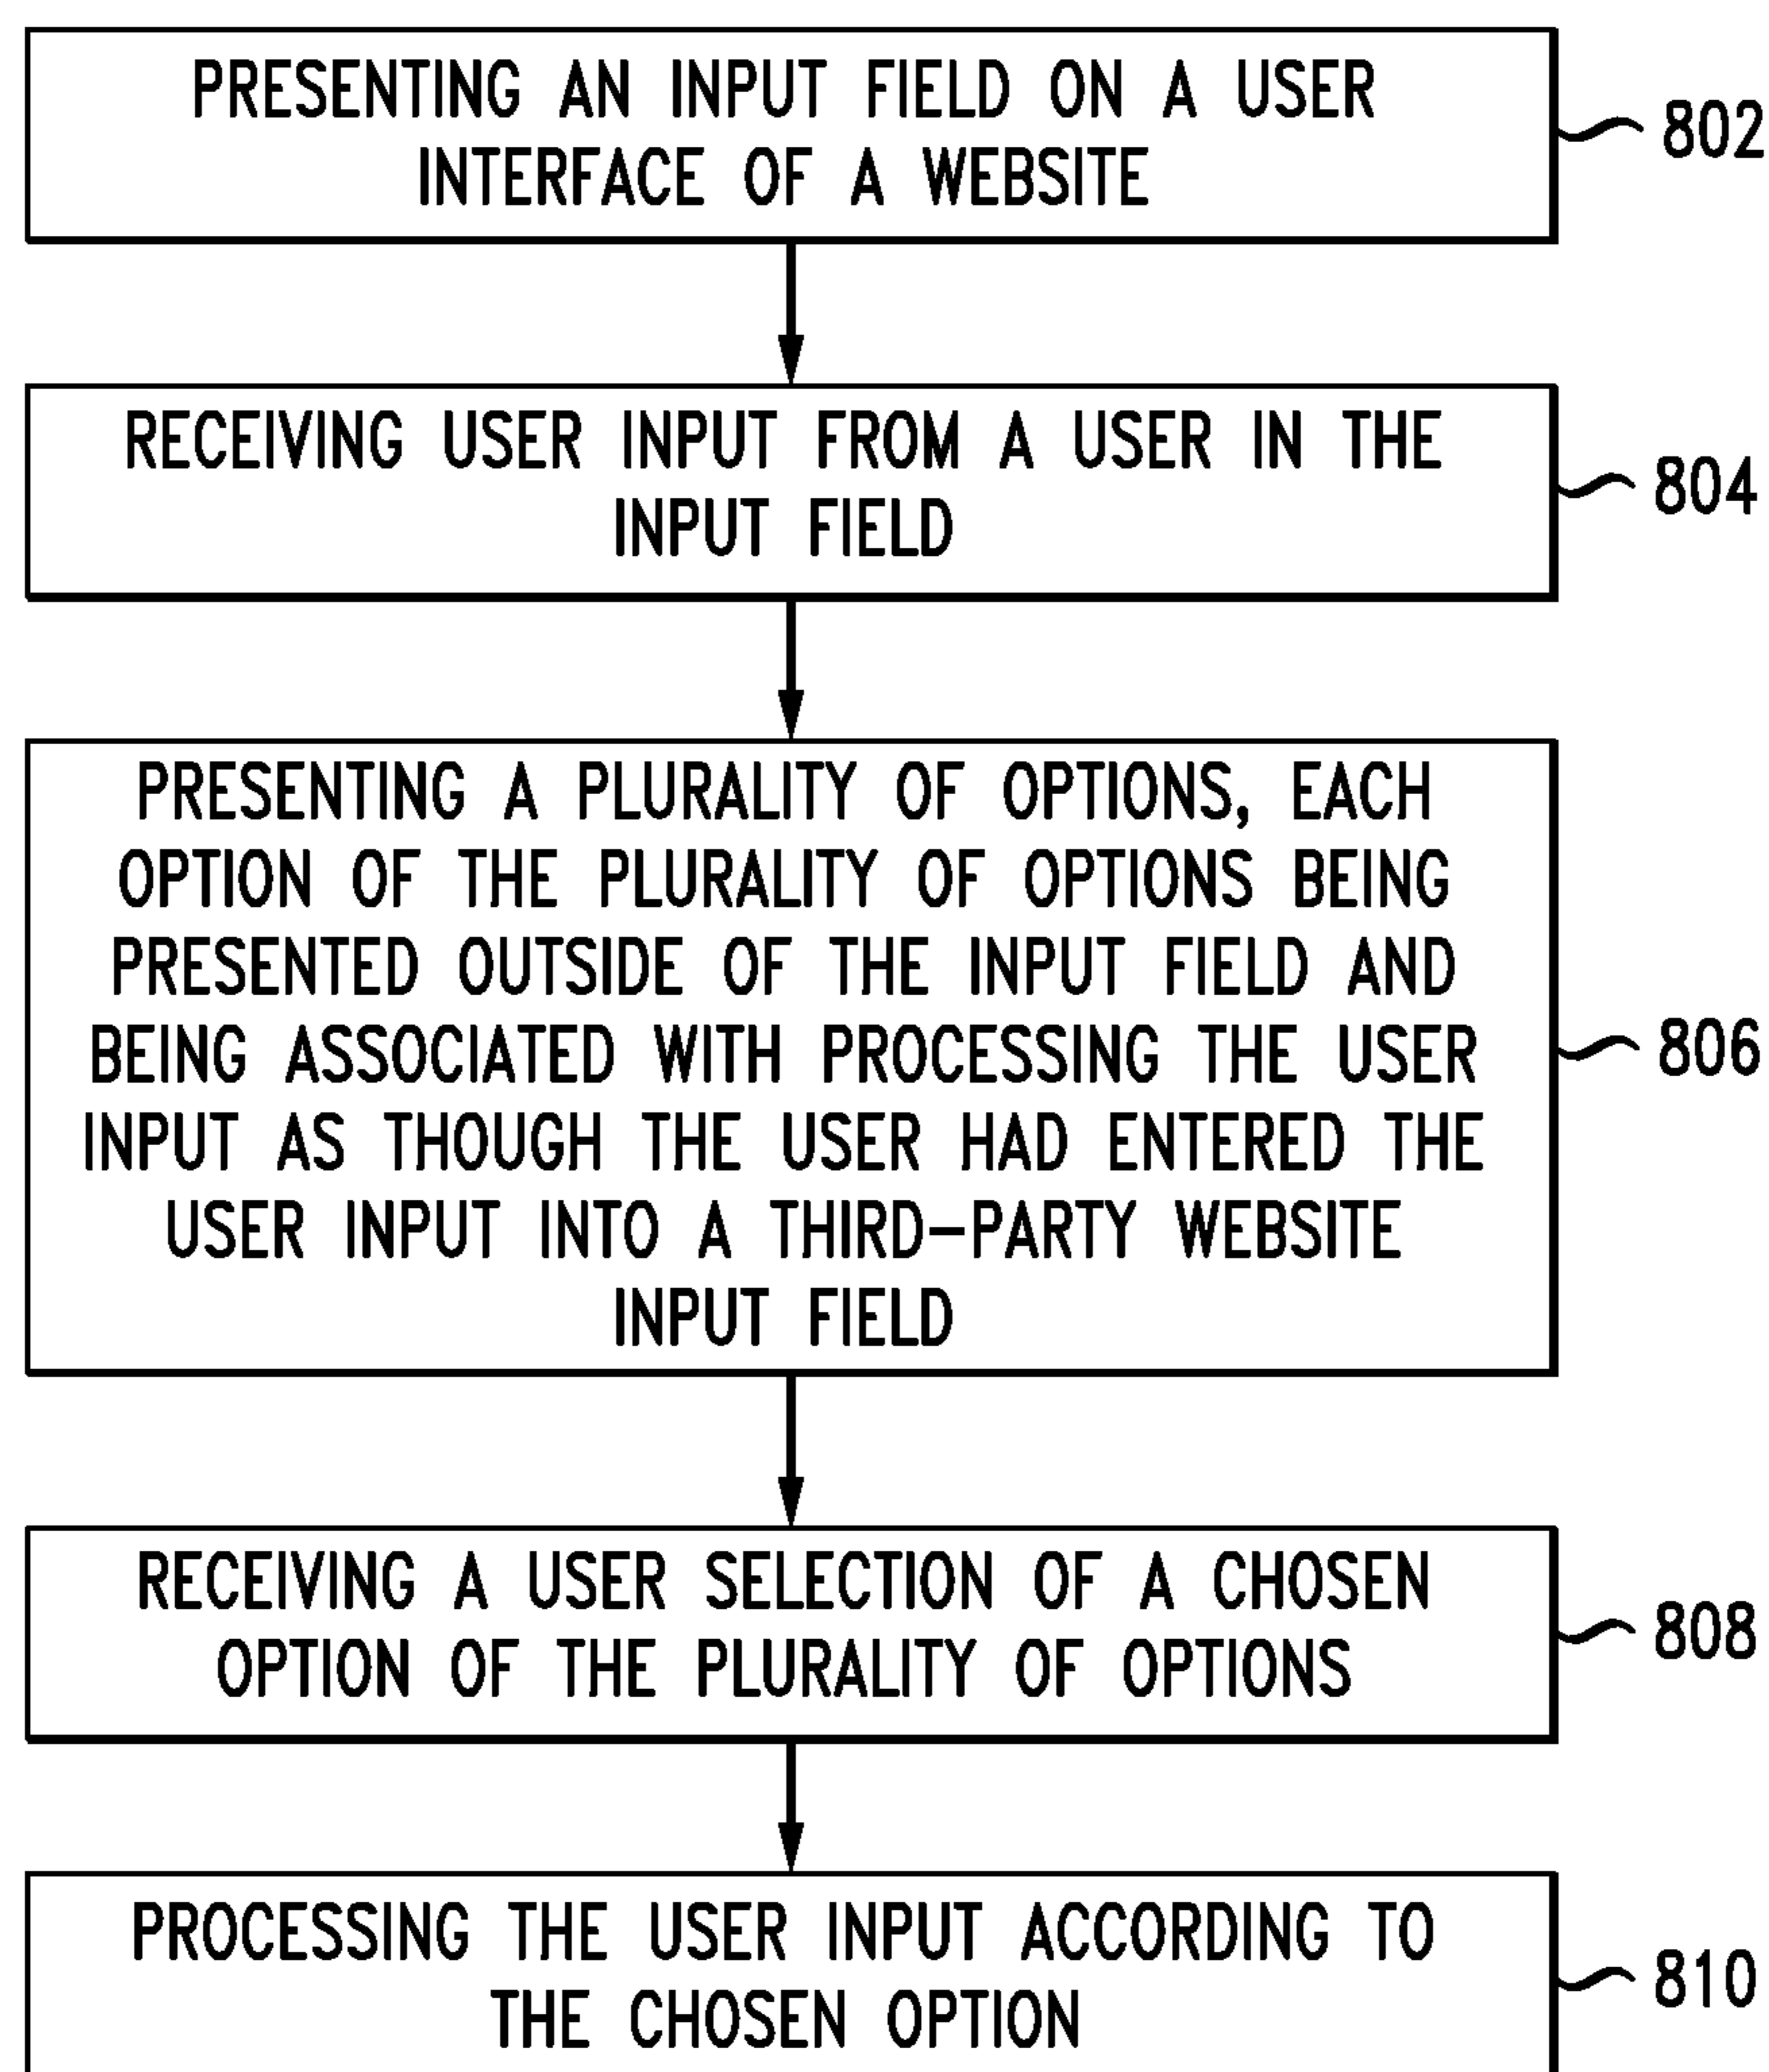 PRESENTING AN INPUT FIELD ON A USER
INTERFACE OF A WEBSITE
802
RECEIVING USER INPUT FROM A USER IN THE
INPUT FIELD
804
PRESENTING A PLURALITY OF OPTIONS, EACH
OPTION OF THE PLURALITY OF OPTIONS BEING
PRESENTED OUTSIDE OF THE INPUT FIELD AND
BEING ASSOCIATED WITH PROCESSING THE USER
INPUT AS THOUGH THE USER HAD ENTERED THE
USER INPUT INTO A THIRD-PARTY WEBSITE
INPUT FIELD
806
RECEIVING A USER SELECTION OF A CHOSEN
OPTION OF THE PLURALITY OF OPTIONS
808
PROCESSING THE USER INPUT ACCORDING TO
THE CHOSEN OPTION
810